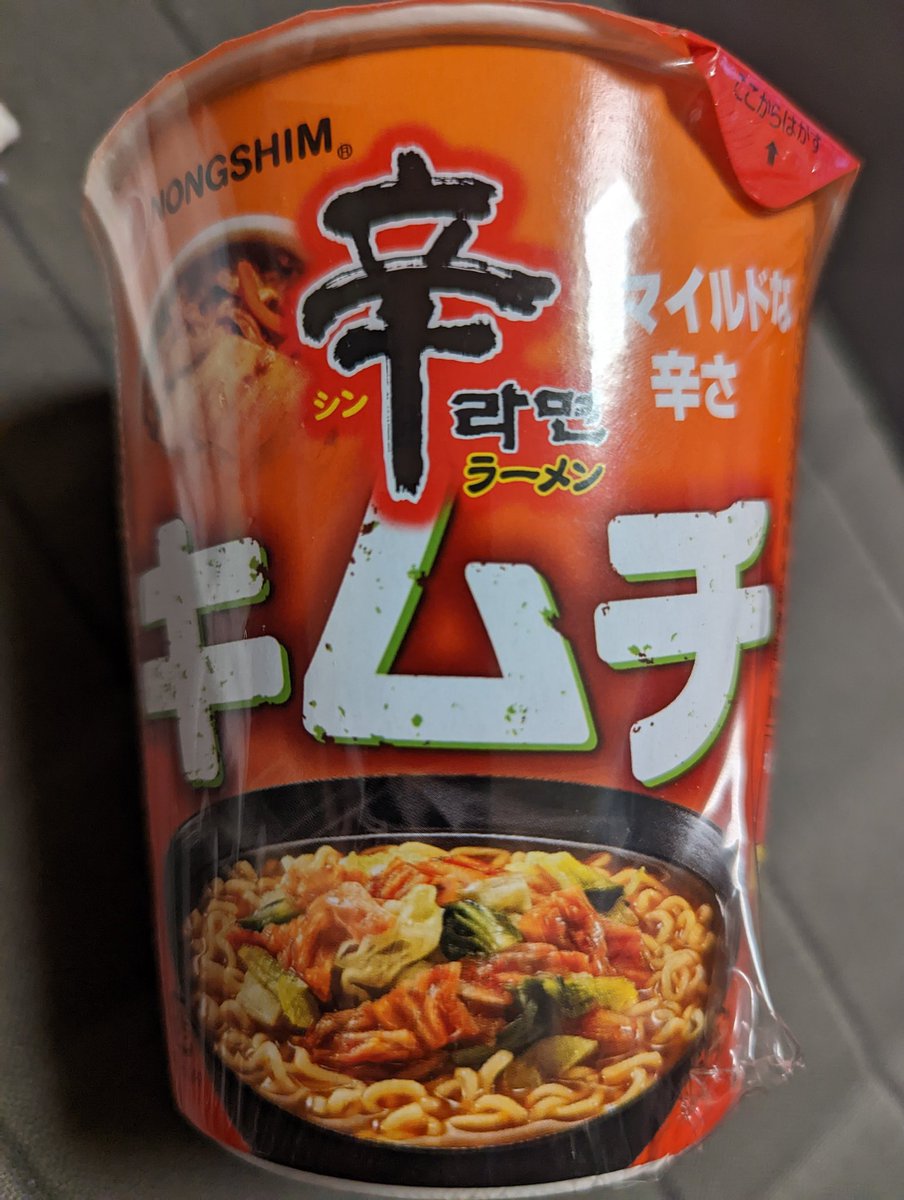 NONGSHIM®
ここからはがす
↑
辛
シン
라면
ラーメン
マイルドな
辛さ
キムチ